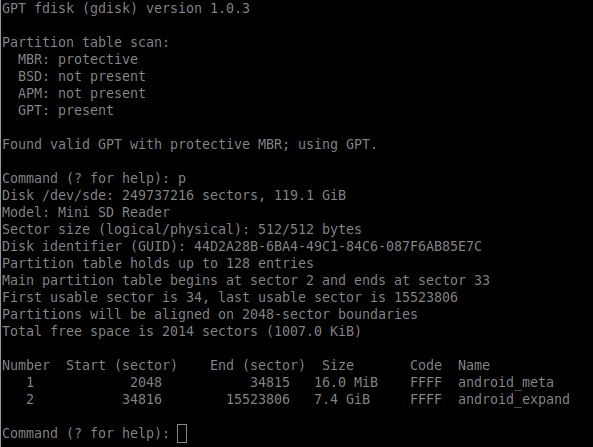 GPT fdisk (gdisk) version 1.0.3
Partition table scan:
MBR: protective
BSD: not present
APM: not present
GPT: present
Found valid GPT with protective MBR; using GPT.
Command (? for help): p
Disk /dev/sde: 249737216 sectors, 119.1 GiB
Model: Mini SD Reader
Sector size (logical/physical): 512/512 bytes
Disk identifier (GUID): 44D2A28B-6BA4-49C1-84C6-087F6AB85E7C
Partition table holds up to 128 entries
Main partition table begins at sector 2 and ends at sector 33
First usable sector is 34, last usable sector is 15523806
Partitions will be aligned on 2048-sector boundaries
Total free space is 2014 sectors (1007.0 KiB)
Number  Start (sector)    End (sector)  Size       Code  Name
1            2048           34815   16.0 MiB    FFFF  android_meta
2           34816        15523806   7.4 GiB     FFFF  android_expand
Command (? for help):